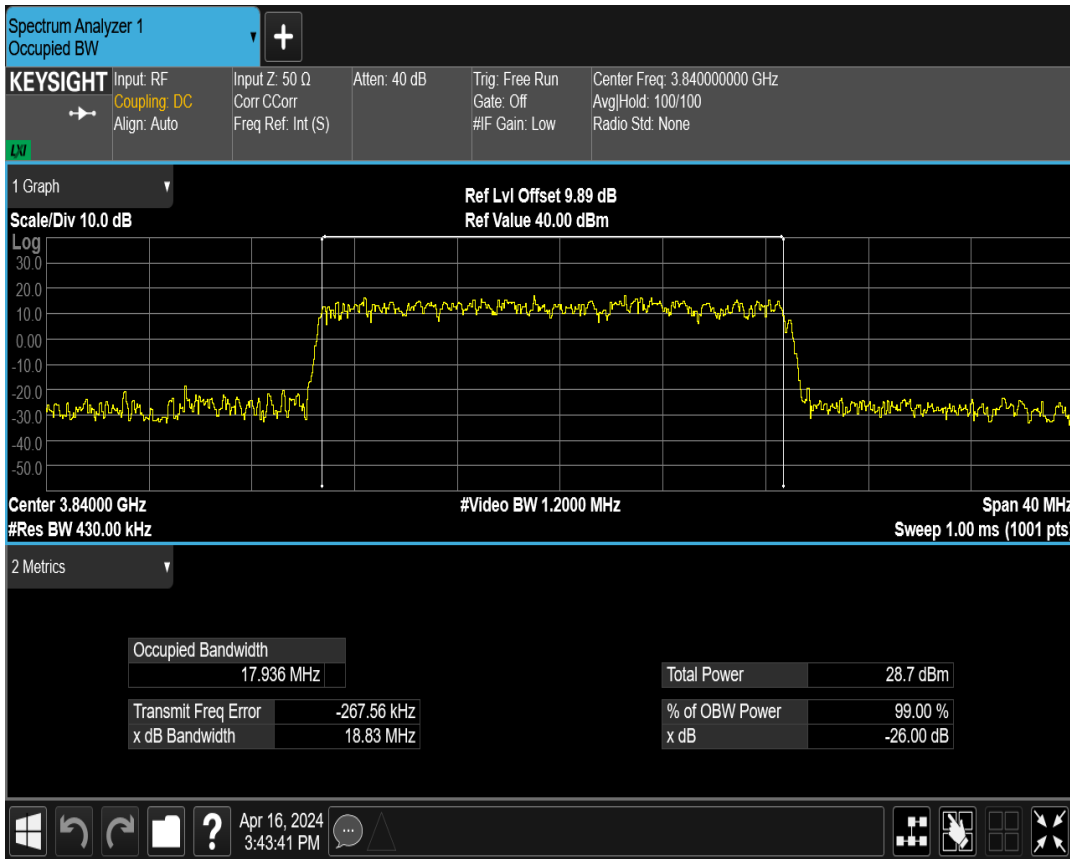 Spectrum Analyzer 1
Occupied BW
KEYSIGHT
LXI
Input: RF
Coupling: DC
Align: Auto
Input Z: 50 Ω
Corr CCorr
Freq Ref: Int (S)
Atten: 40 dB
Trig: Free Run
Gate: Off
#IF Gain: Low
Center Freq: 3.840000000 GHz
Avg|Hold: 100/100
Radio Std: None
1 Graph
Scale/Div 10.0 dB
Ref Lvl Offset 9.89 dB
Ref Value 40.00 dBm
Log
30.0
20.0
10.0
0.00
-10.0
-20.0
-30.0
-40.0
-50.0
Center 3.84000 GHz
#Video BW 1.2000 MHz
Span 40 MHz
#Res BW 430.00 kHz
Sweep 1.00 ms (1001 pts)
2 Metrics
Occupied Bandwidth
17.936 MHz
Total Power 28.7 dBm
Transmit Freq Error -267.56 kHz
% of OBW Power 99.00 %
x dB Bandwidth 18.83 MHz
x dB -26.00 dB
?
Apr 16, 2024
3:43:41 PM